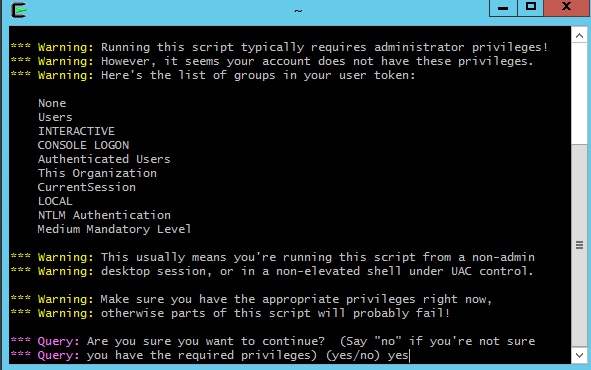 ~
*** Warning: Running this script typically requires administrator privileges!
*** Warning: However, it seems your account does not have these privileges.
*** Warning: Here's the list of groups in your user token:
None
Users
INTERACTIVE
CONSOLE LOGON
Authenticated Users
This Organization
CurrentSession
LOCAL
NTLM Authentication
Medium Mandatory Level
*** Warning: This usually means you're running this script from a non-admin
*** Warning: desktop session, or in a non-elevated shell under UAC control.
*** Warning: Make sure you have the appropriate privileges right now,
*** Warning: otherwise parts of this script will probably fail!
*** Query: Are you sure you want to continue?  (Say "no" if you're not sure
*** Query: you have the required privileges) (yes/no) yes